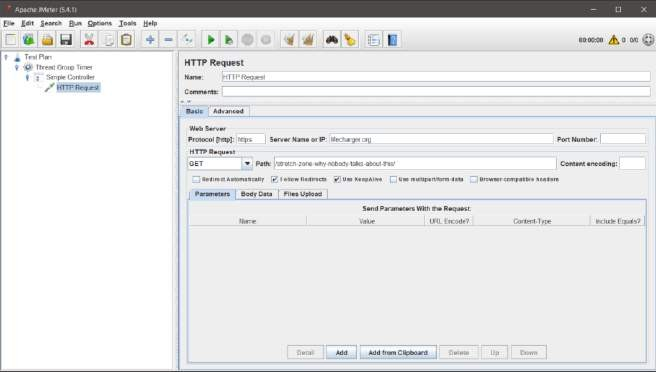 Apache JMeter (5.4.1)
File Edit Search Run Options Tools Help
00:00:00 0 0/0
Test Plan
Thread Group Timer
Simple Controller
HTTP Request
HTTP Request
Name: HTTP Request
Comments:
Basic Advanced
Web Server
Protocol [http]: https Server Name or IP: lifecharger.org Port Number:
HTTP Request
GET Path: /stretch-zone-why-nobody-talks-about-this/ Content encoding:
Redirect Automatically Follow Redirects Use KeepAlive Use multipart/form-data Browser-compatible headers
Parameters Body Data Files Upload
Send Parameters With the Request:
Name: Value URL Encode? Content-Type Include Equals?
Detail Add Add from Clipboard Delete Up Down